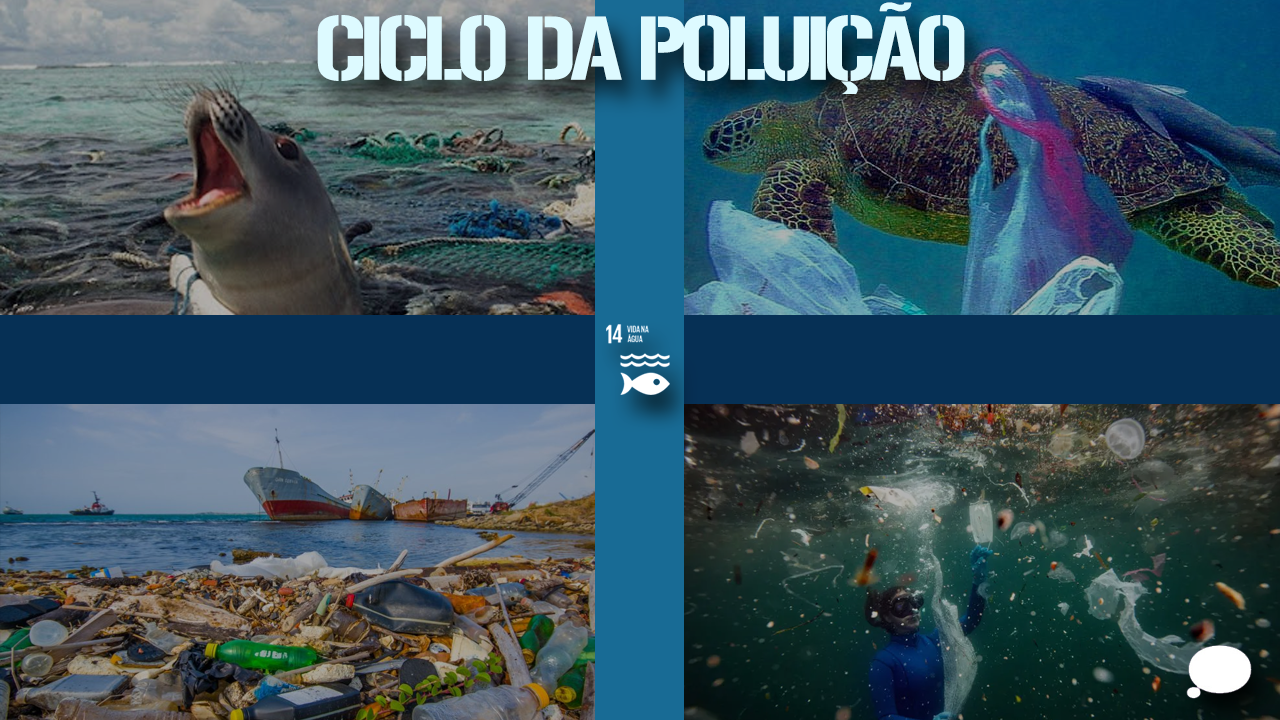 CICLO DA POLUIÇÃO
14 VIDA NA
ÁGUA